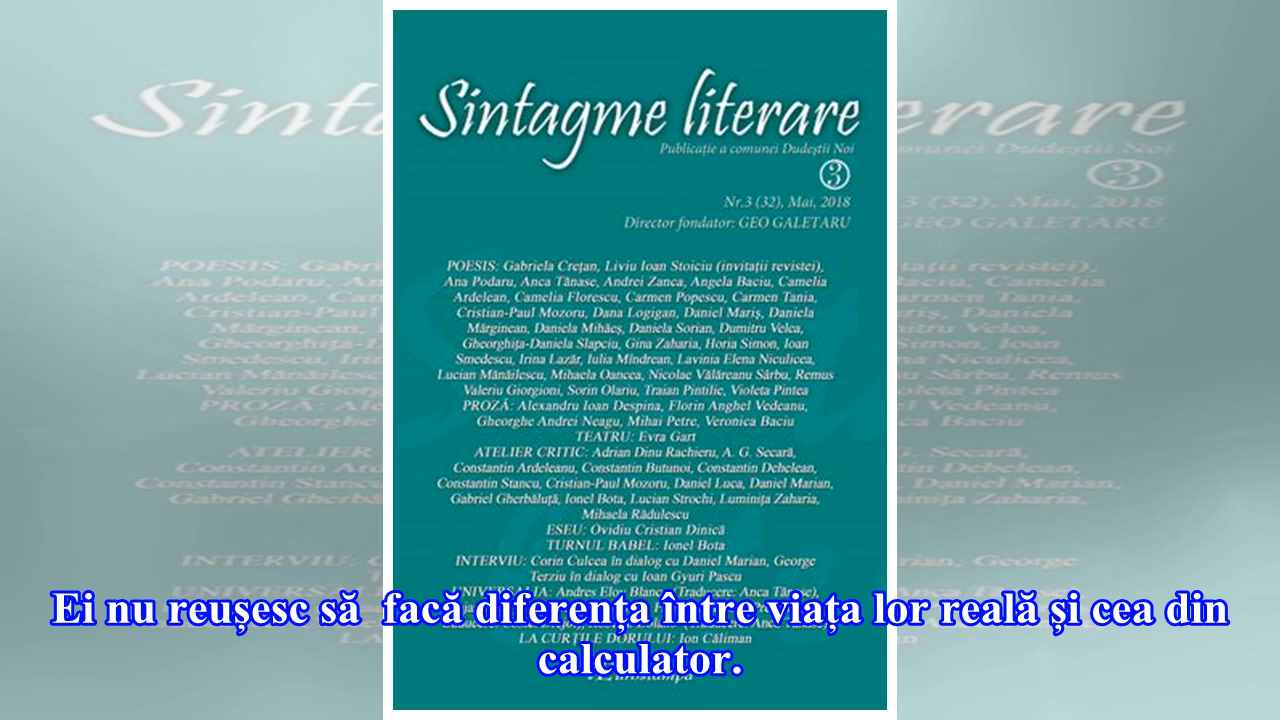 Sintagme literare
Publicație a comunei Dudeștii Noi
3
Nr.3 (32), Mai, 2018
Director fondator: GEO GALETARU
POESIS: Gabriela Crețan, Liviu Ioan Stoiciu (invitații revistei),
Ana Podaru, Anca Tănase, Andrei Zanca, Angela Baciu, Camelia
Ardelean, Camelia Florescu, Carmen Popescu, Carmen Tania,
Cristian-Paul Mozoru, Dana Logigan, Daniel Mariș, Daniela
Mărginean, Daniela Mihăeș, Daniela Sorian, Dumitru Velea,
Gheorghița-Daniela Slapciu, Gina Zaharia, Horia Simon, Ioan
Smedescu, Irina Lazăr, Iulia Mîndrean, Lavinia Elena Niculicea,
Lucian Mănăilescu, Mihaela Oancea, Nicolae Vălăreanu Sârbu, Remus
Valeriu Giorgioni, Sorin Olariu, Traian Pintilie, Violeta Pintea
PROZĂ: Alexandru Ioan Despina, Florin Anghel Vedeanu,
Gheorghe Andrei Neagu, Mihai Petre, Veronica Baciu
TEATRU: Evra Gart
ATELIER CRITIC: Adrian Dinu Rachieru, A. G. Secară,
Constantin Ardeleanu, Constantin Butunoi, Constantin Debelean,
Constantin Stancu, Cristian-Paul Mozoru, Daniel Luca, Daniel Marian,
Gabriel Gherbăluță, Ionel Bota, Lucian Strochi, Luminița Zaharia,
Mihaela Rădulescu
ESEU: Ovidiu Cristian Dinică
TURNUL BABEL: Ionel Bota
INTERVIU: Corin Culcea în dialog cu Daniel Marian, George
Terziu în dialog cu Ioan Gyuri Pascu
UNIVERSALIA: Andres Eloy Blanco (Traducere: Anca Tănase),
Ei nu reușesc să facă diferența între viața lor reală și cea din
LA CURȚILE DORULUI: Ion Căliman
calculator.